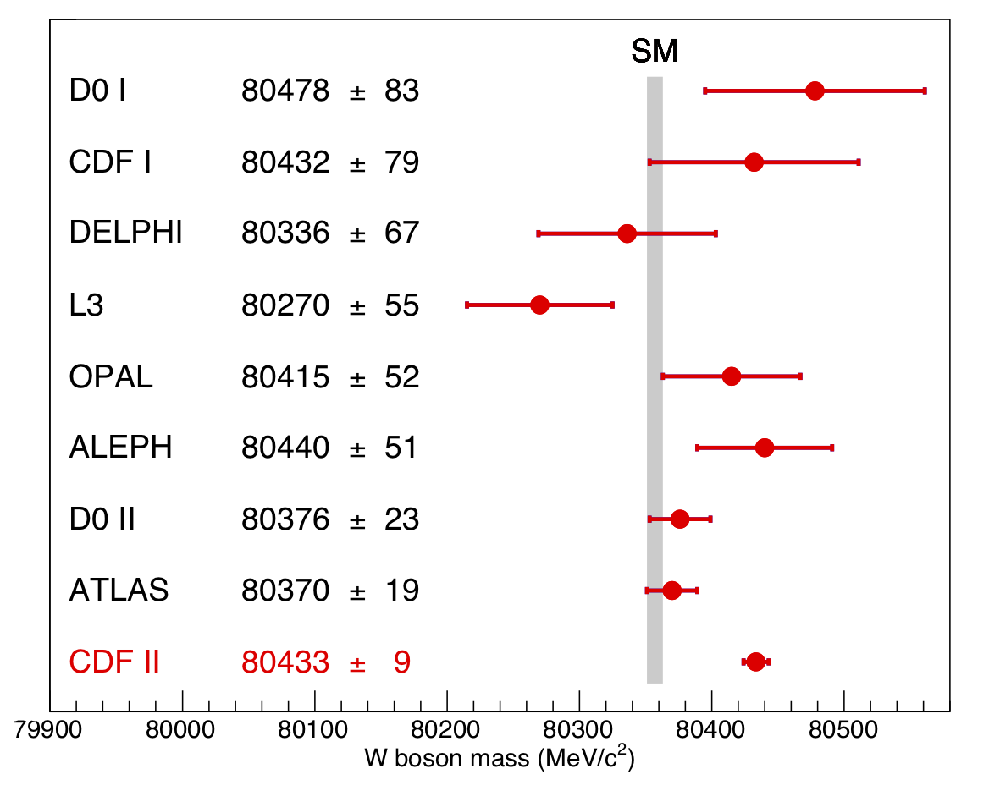 SM
D0 I 80478 ± 83
CDF I 80432 ± 79
DELPHI 80336 ± 67
L3 80270 ± 55
OPAL 80415 ± 52
ALEPH 80440 ± 51
D0 II 80376 ± 23
ATLAS 80370 ± 19
CDF II 80433 ± 9
79900 80000 80100 80200 80300 80400 80500
W boson mass (MeV/c²)